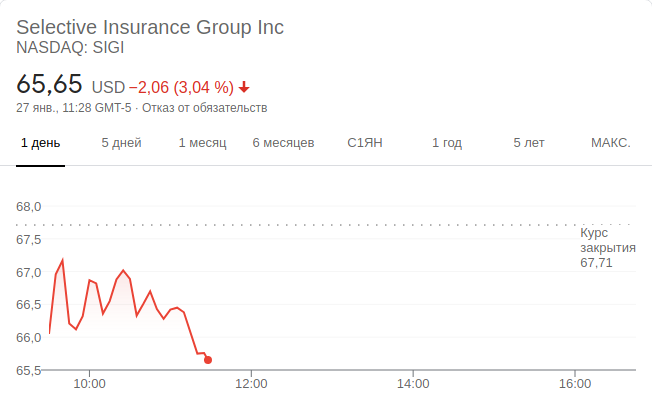 Selective Insurance Group Inc
NASDAQ: SIGI
65,65 USD −2,06 (3,04 %)
27 янв., 11:28 GMT-5 · Отказ от обязательств
1 день 5 дней 1 месяц 6 месяцев С1ЯН 1 год 5 лет МАКС.
68,0
Курс
закрытия
67,71
67,5
67,0
66,5
66,0
65,5
10:00 12:00 14:00 16:00